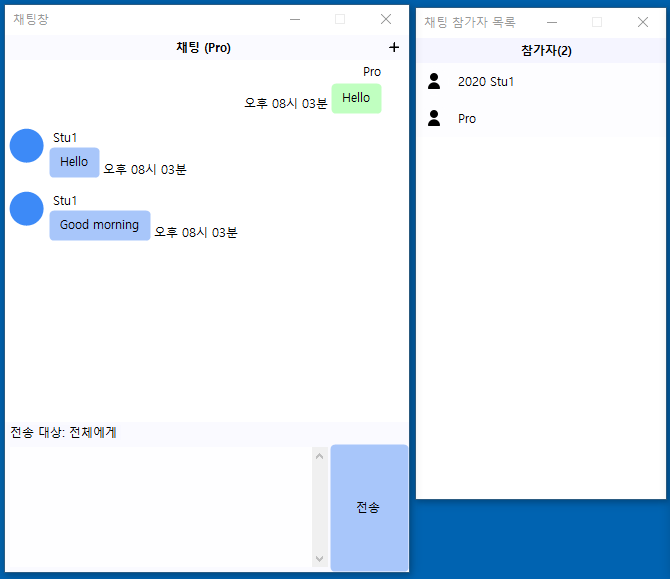 채팅창
채팅 (Pro) +
Pro
오후 08시 03분 Hello
Stu1
Hello 오후 08시 03분
Stu1
Good morning 오후 08시 03분
전송 대상: 전체에게
전송
채팅 참가자 목록
참가자(2)
2020 Stu1
Pro